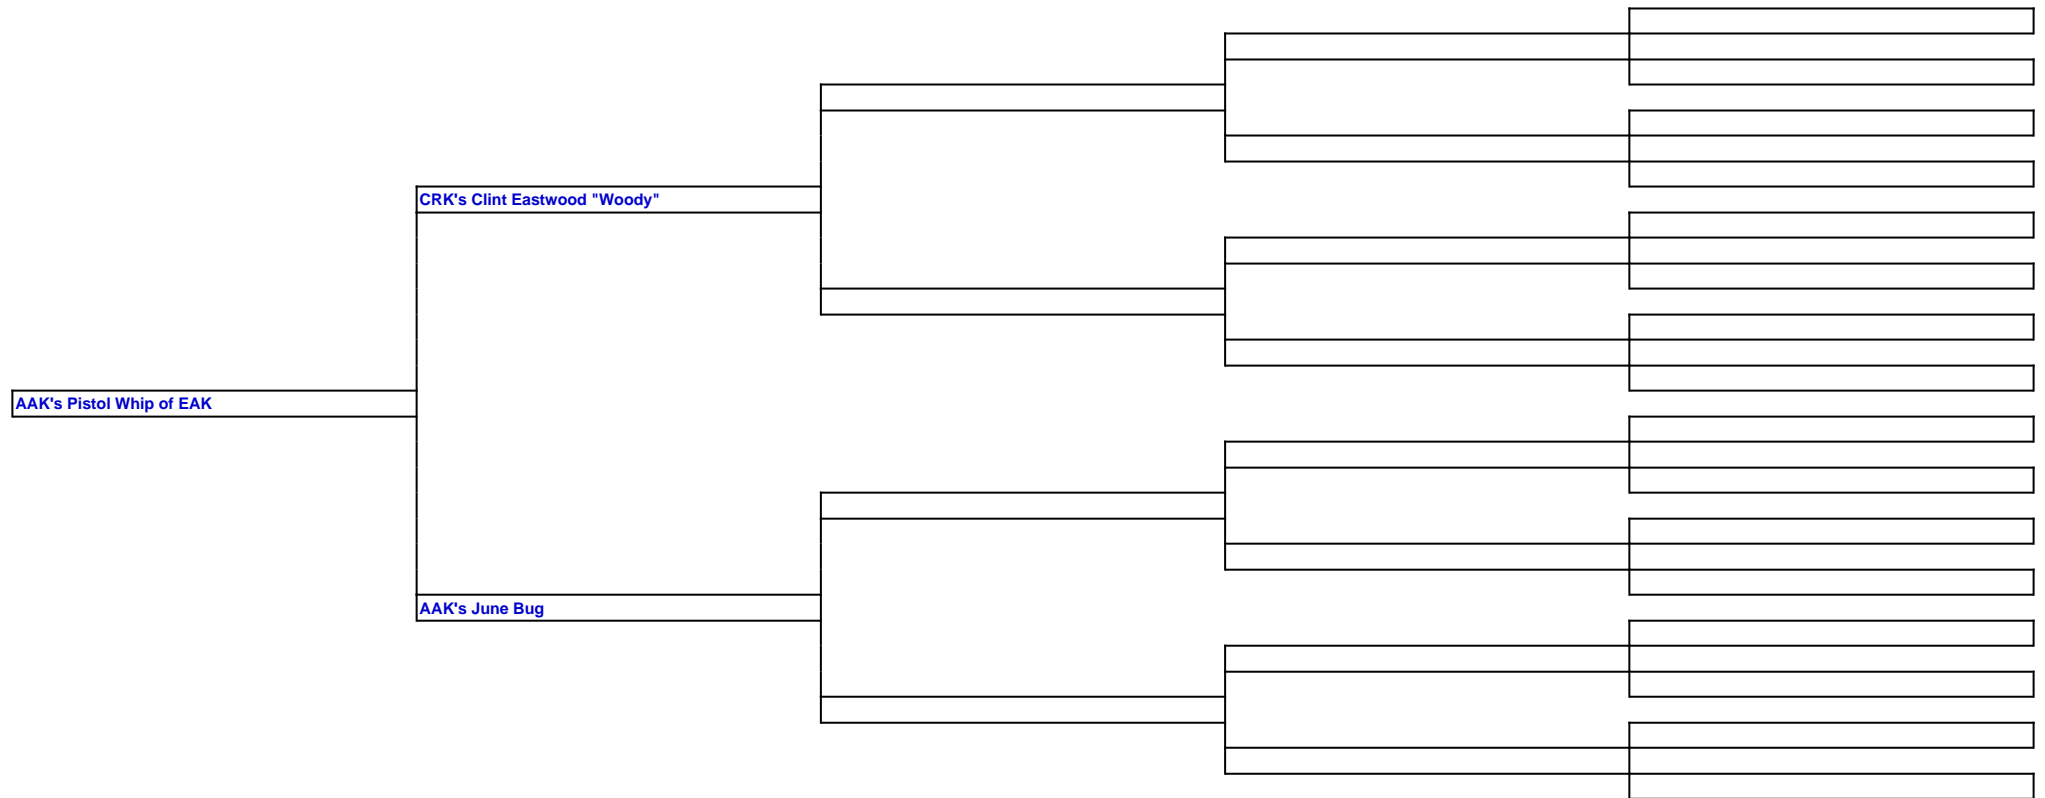 CRK's Clint Eastwood "Woody"
AAK's Pistol Whip of EAK
AAK's June Bug